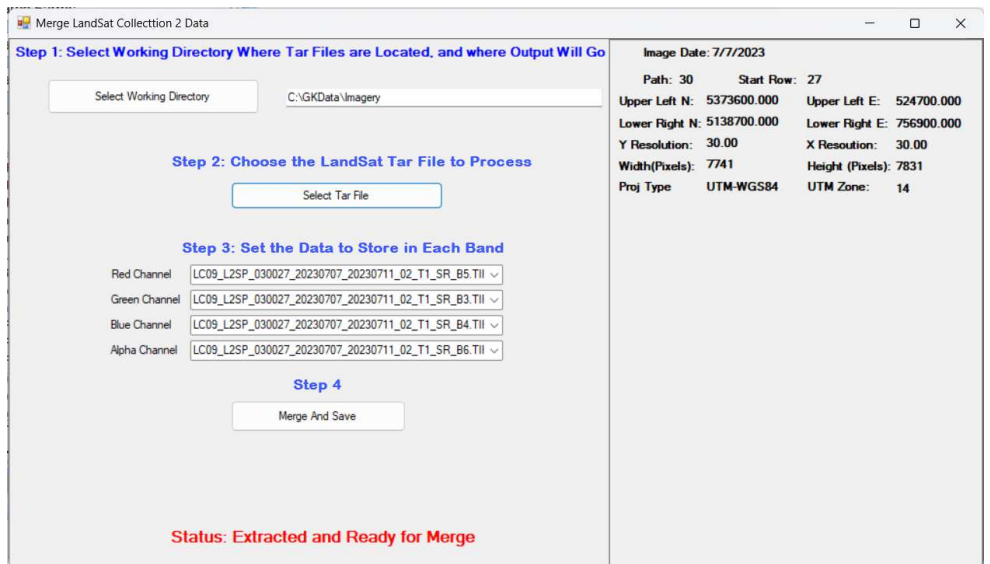 Merge LandSat Collecttion 2 Data
Step 1: Select Working Directory Where Tar Files are Located, and where Output Will Go
Select Working Directory
C:\GKData\Imagery
Step 2: Choose the LandSat Tar File to Process
Select Tar File
Step 3: Set the Data to Store in Each Band
Red Channel LC09_L2SP_030027_20230707_20230711_02_T1_SR_B5.TII
Green Channel LC09_L2SP_030027_20230707_20230711_02_T1_SR_B3.TII
Blue Channel LC09_L2SP_030027_20230707_20230711_02_T1_SR_B4.TII
Alpha Channel LC09_L2SP_030027_20230707_20230711_02_T1_SR_B6.TII
Step 4
Merge And Save
Status: Extracted and Ready for Merge
Image Date: 7/7/2023
Path: 30 Start Row: 27
Upper Left N: 5373600.000 Upper Left E: 524700.000
Lower Right N: 5138700.000 Lower Right E: 756900.000
Y Resolution: 30.00 X Resoution: 30.00
Width(Pixels): 7741 Height (Pixels): 7831
Proj Type UTM-WGS84 UTM Zone: 14